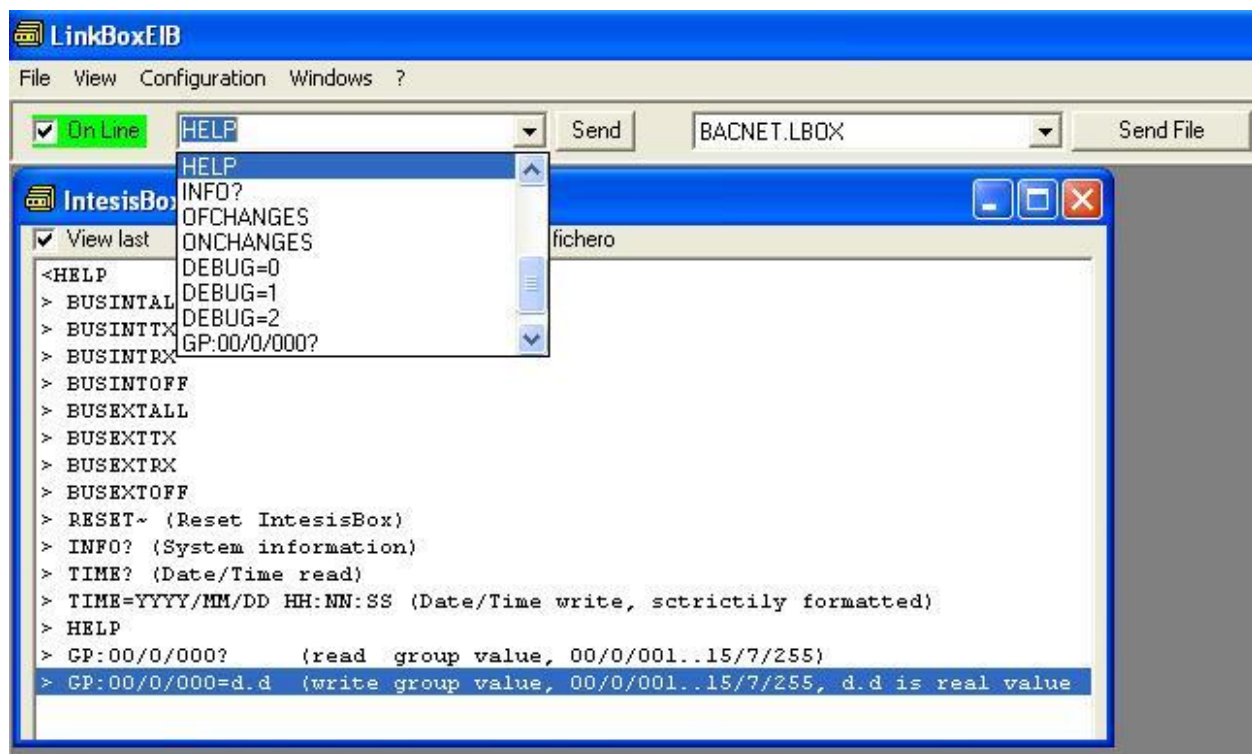 LinkBoxEIB
File View Configuration Windows ?
On Line HELP Send BACNET.LBOX Send File
HELP
INFO?
OFCHANGES
ONCHANGES
DEBUG=0
DEBUG=1
DEBUG=2
GP:00/0/000?
View last fichero
<HELP
> BUSINTTX
> BUSINTRX
> BUSINTOFF
> BUSEXTALL
> BUSEXTTX
> BUSEXTRX
> BUSEXTOFF
> RESET~ (Reset IntesisBox)
> INFO? (System information)
> TIME? (Date/Time read)
> TIME=YYYY/MM/DD HH:NN:SS (Date/Time write, sctrictily formatted)
> HELP
> GP:00/0/000? (read group value, 00/0/001..15/7/255)
> GP:00/0/000=d.d (write group value, 00/0/001..15/7/255, d.d is real value